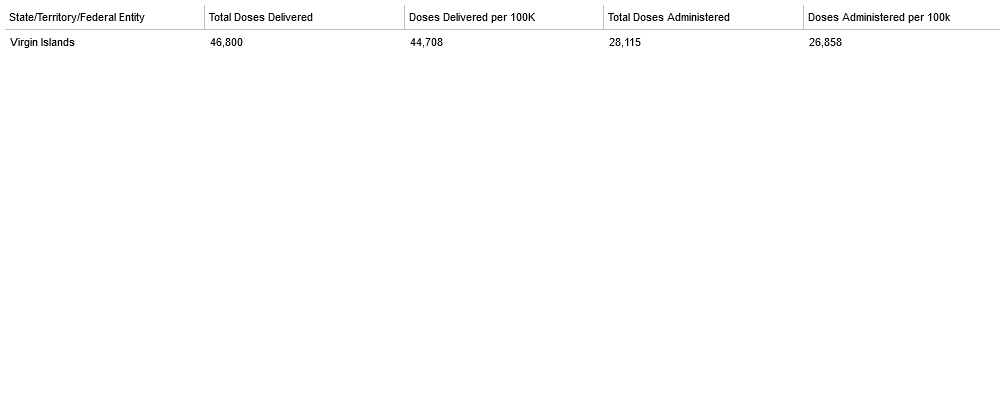 State/Territory/Federal Entity Total Doses Delivered Doses Delivered per 100K Total Doses Administered Doses Administered per 100k
Virgin Islands 46,800 44,708 28,115 26,858